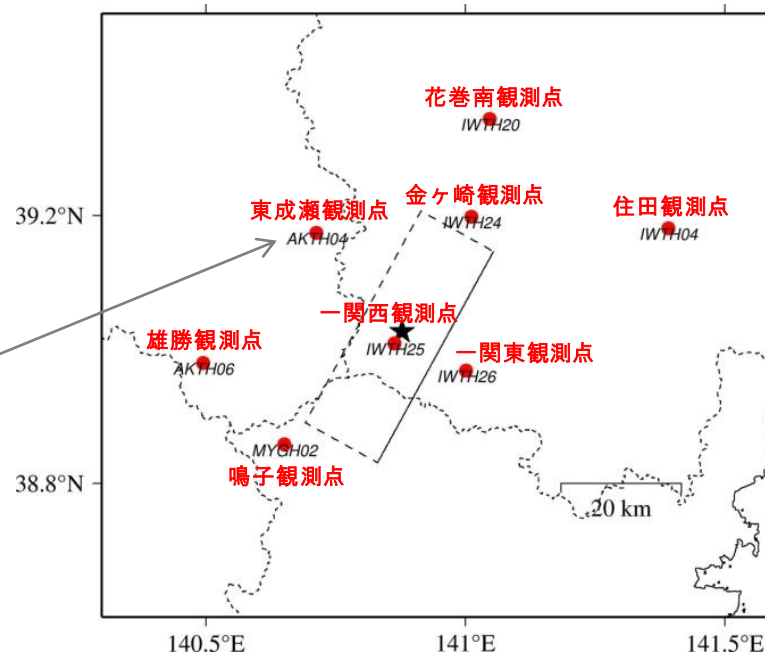 花巻南観測点
IWTH20
金ヶ崎観測点
IWTH24
住田観測点
IWTH04
東成瀬観測点
AKTH04
39.2°N
一関西観測点
IWTH25
雄勝観測点
AKTH06
一関東観測点
IWTH26
MYGH02
鳴子観測点
38.8°N
20 km
140.5°E
141°E
141.5°E